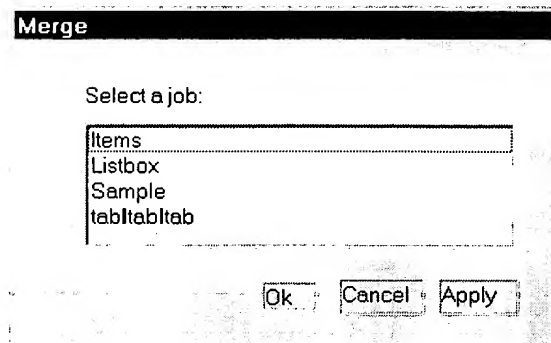 Merge
Select a job:
Items
Listbox
Sample
tabltabltab
Ok Cancel Apply